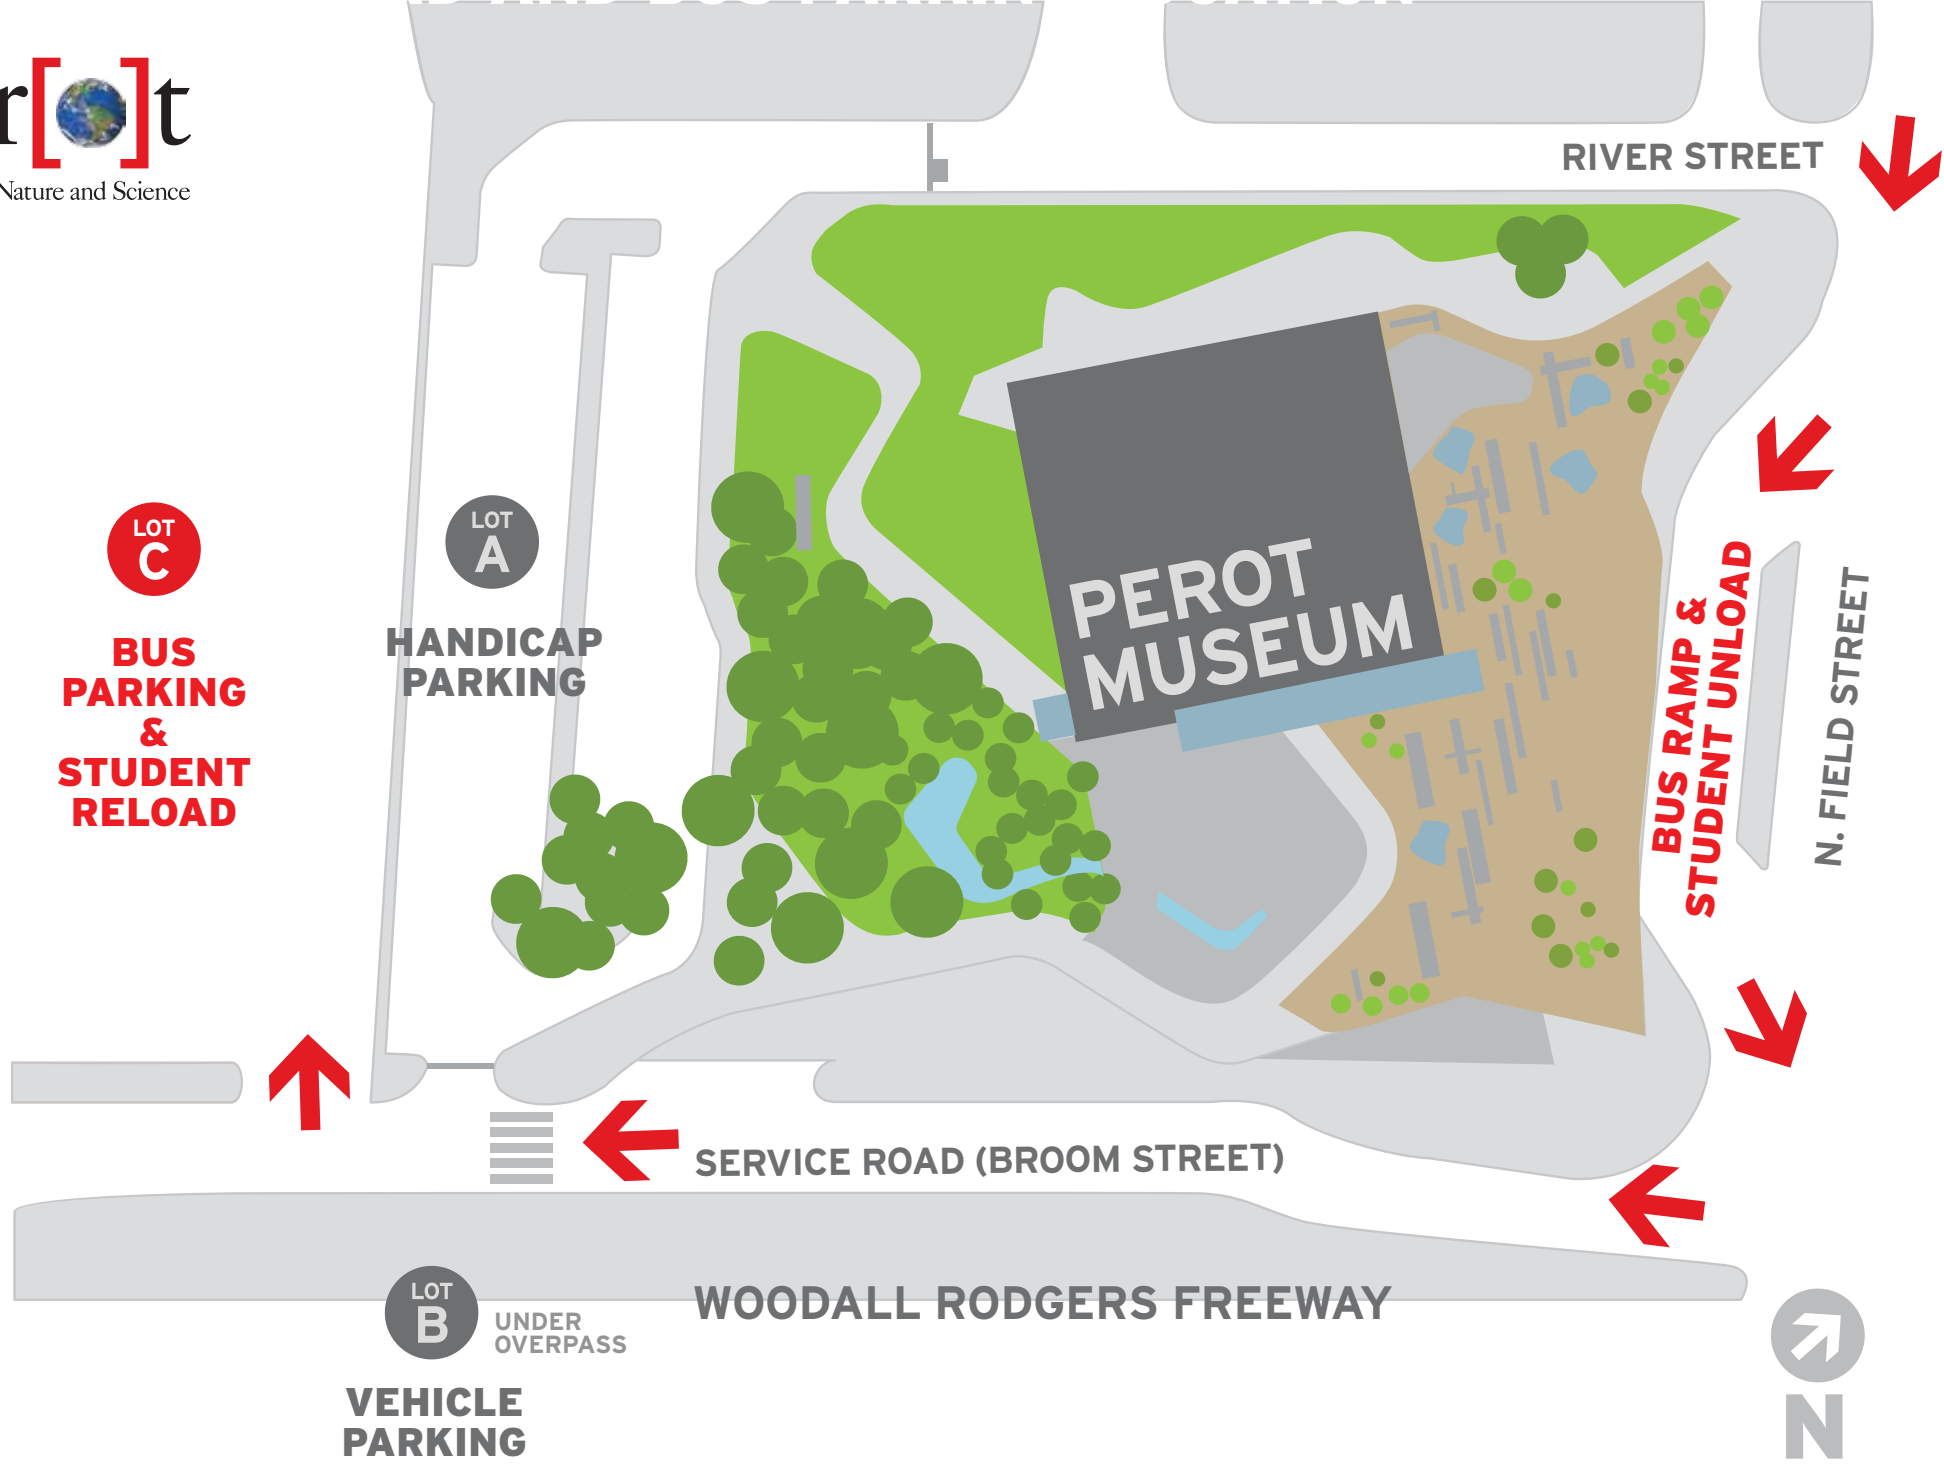 r[ ]t
Nature and Science
RIVER STREET
LOT
C
BUS
PARKING
&
STUDENT
RELOAD
LOT
A
HANDICAP
PARKING
PEROT
MUSEUM
BUS RAMP &
STUDENT UNLOAD
N. FIELD STREET
SERVICE ROAD (BROOM STREET)
WOODALL RODGERS FREEWAY
LOT
B
UNDER
OVERPASS
VEHICLE
PARKING
N